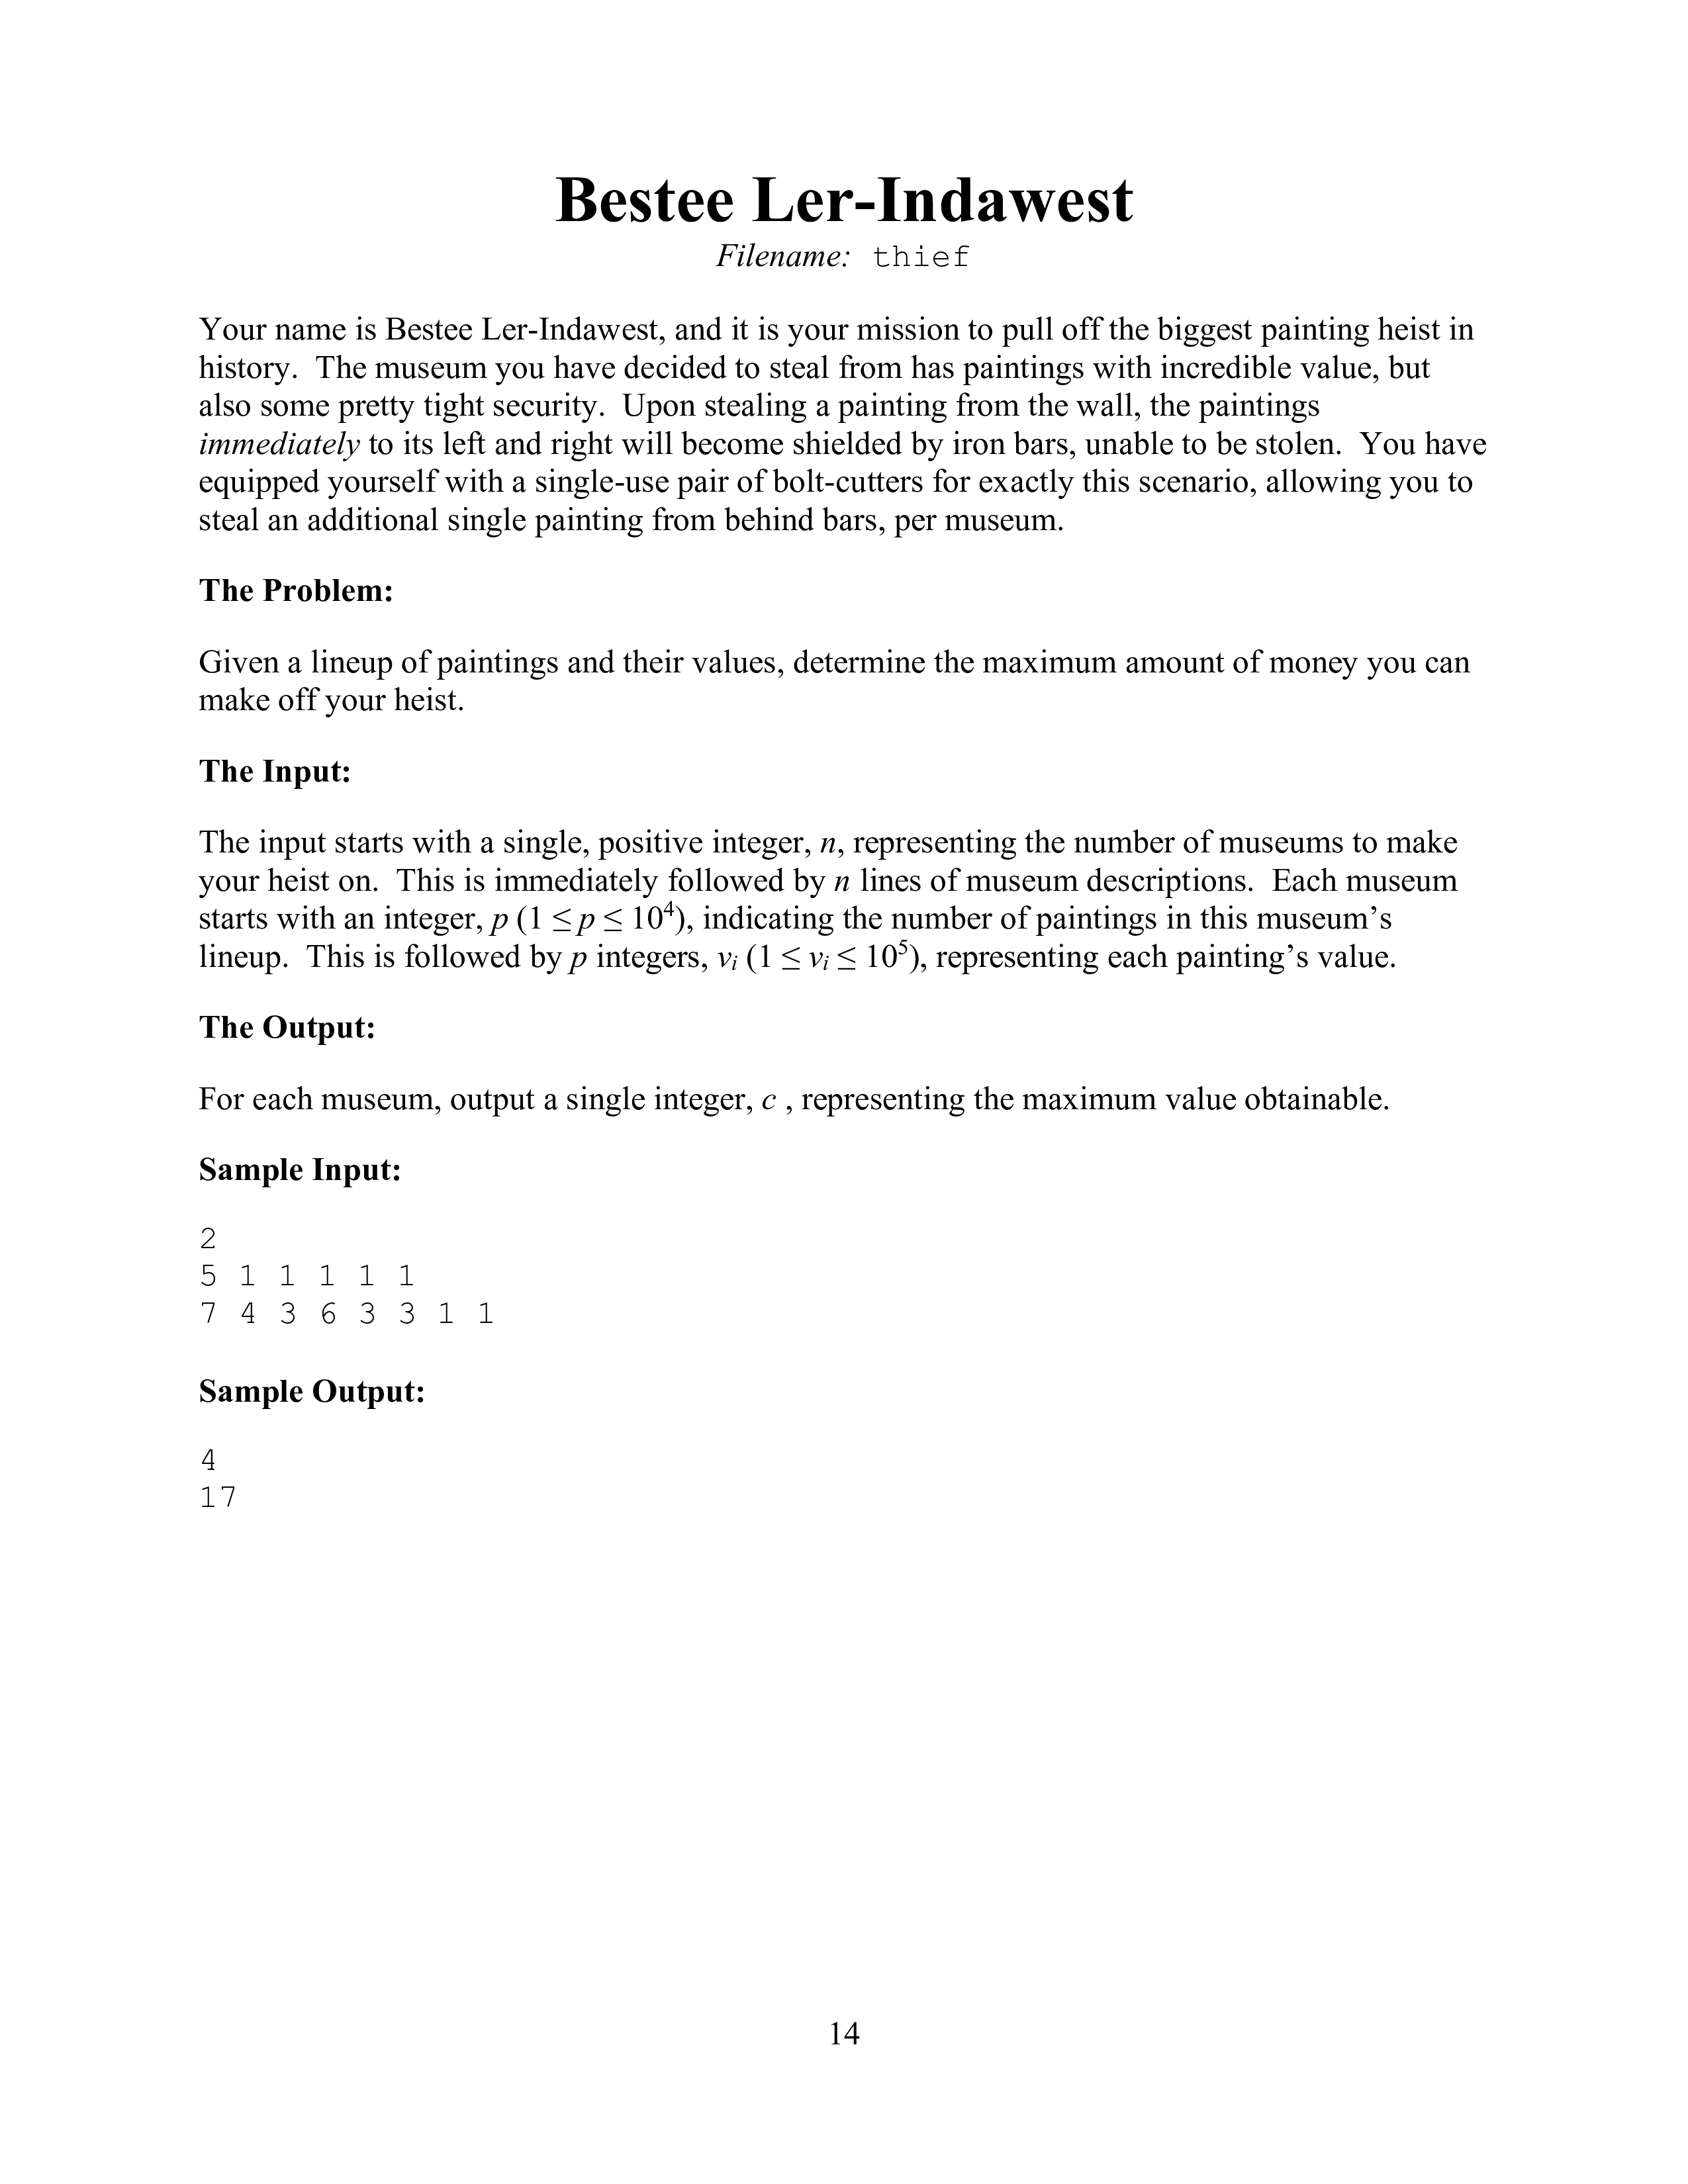 Bestee Ler-Indawest
Filename: thief
Your name is Bestee Ler-Indawest, and it is your mission to pull off the biggest painting heist in
history. The museum you have decided to steal from has paintings with incredible value, but
also some pretty tight security. Upon stealing a painting from the wall, the paintings
immediately to its left and right will become shielded by iron bars, unable to be stolen. You have
equipped yourself with a single-use pair of bolt-cutters for exactly this scenario, allowing you to
steal an additional single painting from behind bars, per museum.
The Problem:
Given a lineup of paintings and their values, determine the maximum amount of money you can
make off your heist.
The Input:
The input starts with a single, positive integer, n, representing the number of museums to make
your heist on. This is immediately followed by n lines of museum descriptions. Each museum
starts with an integer, p (1 ≤ p ≤ 10⁴), indicating the number of paintings in this museum’s
lineup. This is followed by p integers, vᵢ (1 ≤ vᵢ ≤ 10⁵), representing each painting’s value.
The Output:
For each museum, output a single integer, c , representing the maximum value obtainable.
Sample Input:
2
5 1 1 1 1 1
7 4 3 6 3 3 1 1
Sample Output:
4
17
14